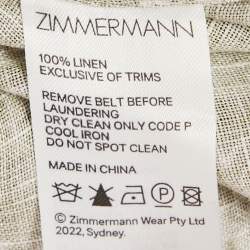 ZIMMERMANN
100% LINEN
EXCLUSIVE OF TRIMS
REMOVE BELT BEFORE
LAUNDERING
DRY CLEAN ONLY CODE P
COOL IRON
DO NOT SPOT CLEAN
MADE IN CHINA
P
© Zimmermann Wear Pty Ltd
2022, Sydney.